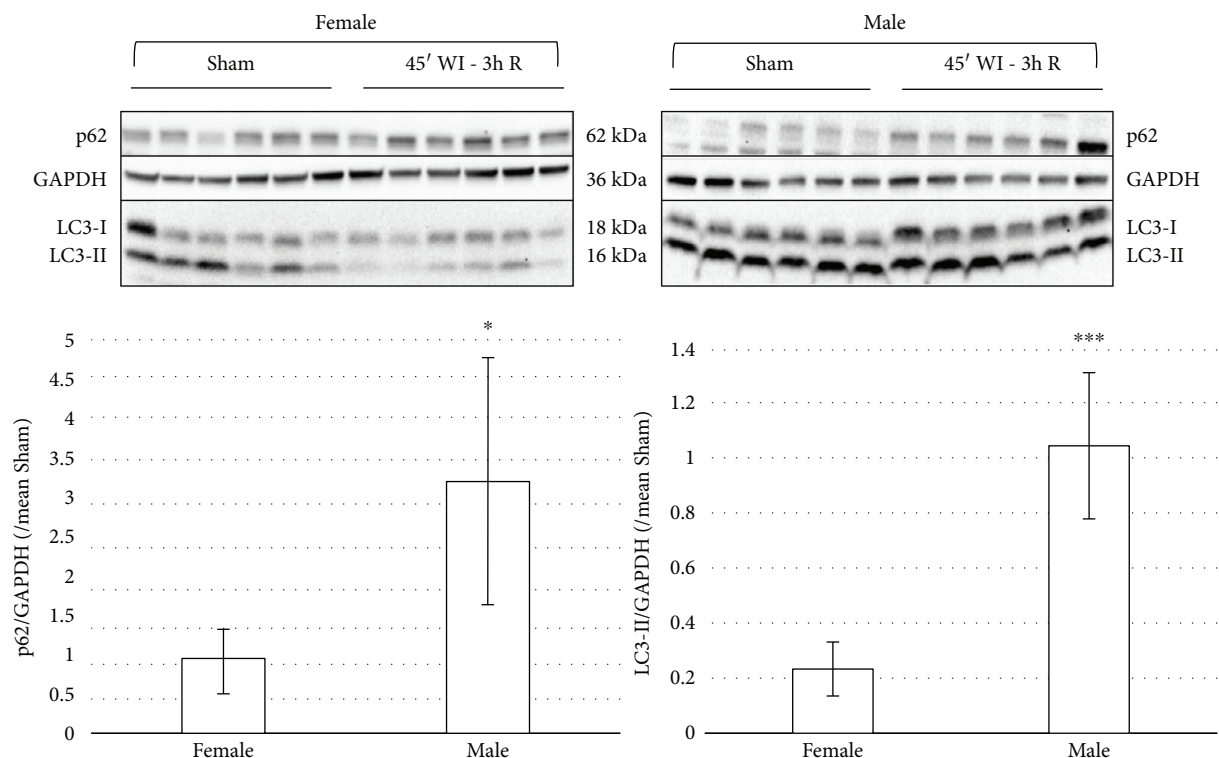 Female
Male
Sham
45′ WI - 3h R
Sham
45′ WI - 3h R
p62
62 kDa
p62
GAPDH
36 kDa
GAPDH
LC3-I
18 kDa
LC3-I
LC3-II
16 kDa
LC3-II
p62/GAPDH (/mean Sham)
5
4.5
4
3.5
3
2.5
2
1.5
1
0.5
0
*
Female
Male
LC3-II/GAPDH (/mean Sham)
1.4
1.2
1
0.8
0.6
0.4
0.2
0
***
Female
Male